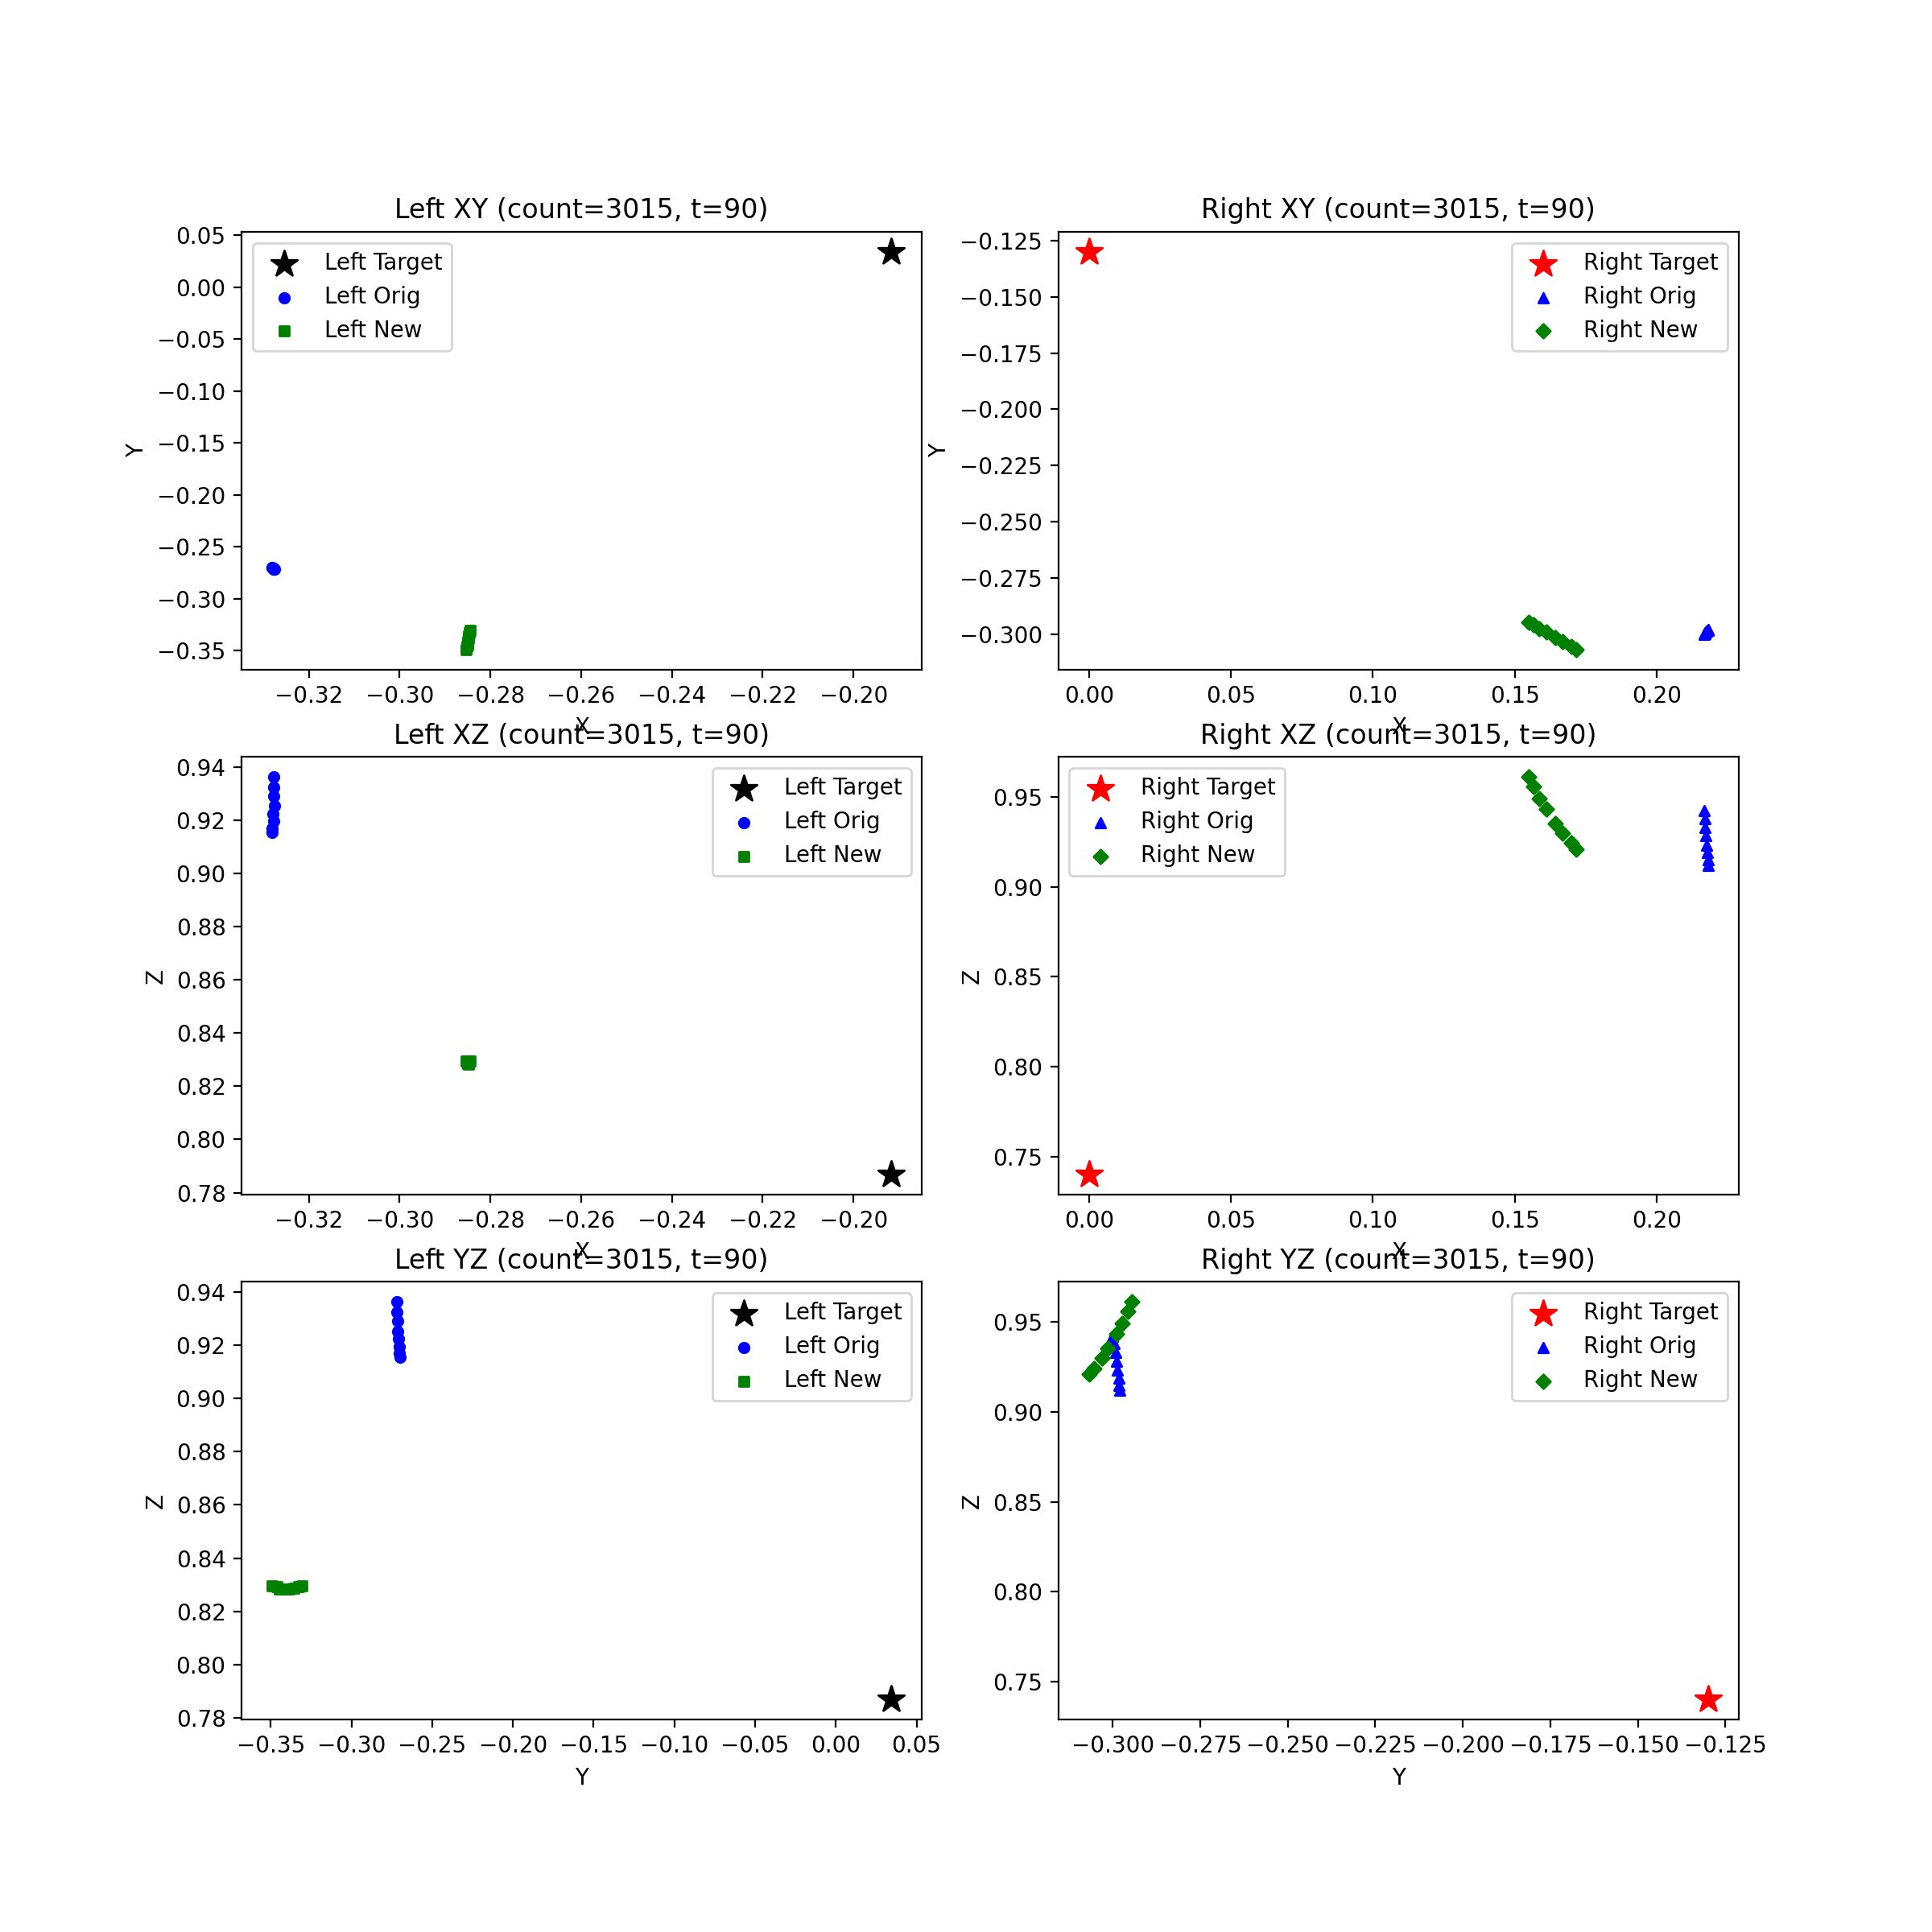 Left XY (count=3015, t=90)
0.05
0.00
−0.05
−0.10
−0.15
−0.20
−0.25
−0.30
−0.35
Y
Left Target
Left Orig
Left New
−0.32 −0.30 −0.28 −0.26 −0.24 −0.22 −0.20
X
Right XY (count=3015, t=90)
−0.125
−0.150
−0.175
−0.200
−0.225
−0.250
−0.275
−0.300
Y
Right Target
Right Orig
Right New
0.00 0.05 0.10 0.15 0.20
X
Left XZ (count=3015, t=90)
0.94
0.92
0.90
0.88
0.86
0.84
0.82
0.80
0.78
Z
Left Target
Left Orig
Left New
−0.32 −0.30 −0.28 −0.26 −0.24 −0.22 −0.20
X
Right XZ (count=3015, t=90)
0.95
0.90
0.85
0.80
0.75
Z
Right Target
Right Orig
Right New
0.00 0.05 0.10 0.15 0.20
X
Left YZ (count=3015, t=90)
0.94
0.92
0.90
0.88
0.86
0.84
0.82
0.80
0.78
Z
Left Target
Left Orig
Left New
−0.35 −0.30 −0.25 −0.20 −0.15 −0.10 −0.05 0.00 0.05
Y
Right YZ (count=3015, t=90)
0.95
0.90
0.85
0.80
0.75
Z
Right Target
Right Orig
Right New
−0.300 −0.275 −0.250 −0.225 −0.200 −0.175 −0.150 −0.125
Y